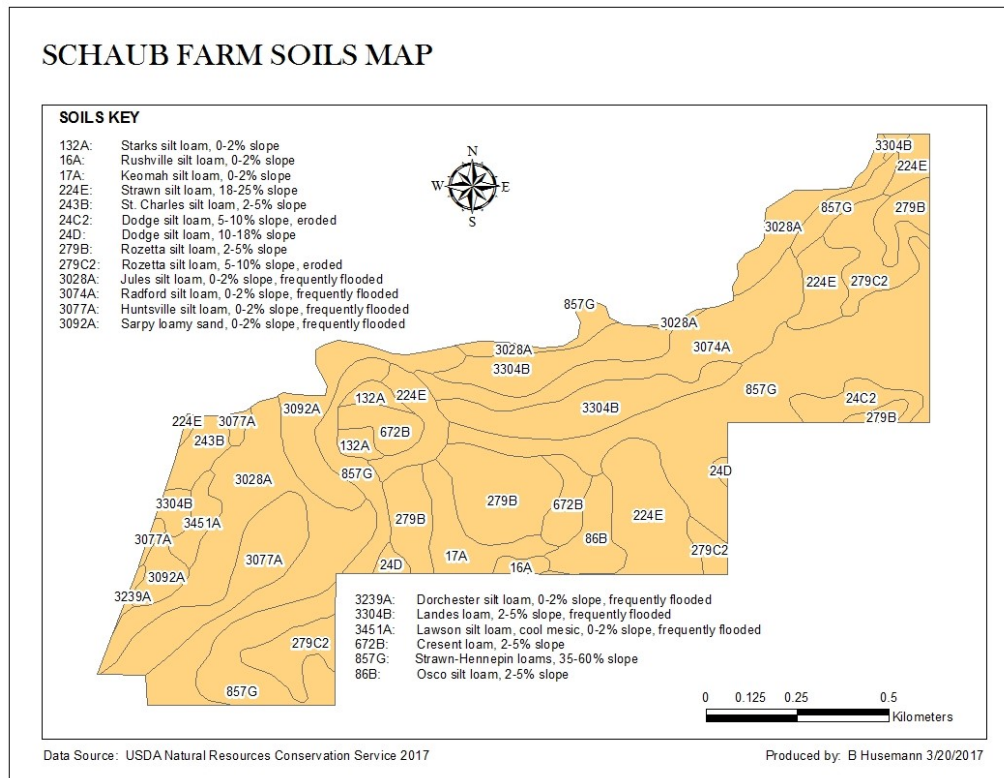 SCHAUB FARM SOILS MAP
SOILS KEY
132A: Starks silt loam, 0-2% slope
16A: Rushville silt loam, 0-2% slope
17A: Keomah silt loam, 0-2% slope
224E: Strawn silt loam, 18-25% slope
243B: St. Charles silt loam, 2-5% slope
24C2: Dodge silt loam, 5-10% slope, eroded
24D: Dodge silt loam, 10-18% slope
279B: Rozetta silt loam, 2-5% slope
279C2: Rozetta silt loam, 5-10% slope, eroded
3028A: Jules silt loam, 0-2% slope, frequently flooded
3074A: Radford silt loam, 0-2% slope, frequently flooded
3077A: Huntsville silt loam, 0-2% slope, frequently flooded
3092A: Sarpy loamy sand, 0-2% slope, frequently flooded
N
W E
S
3304B
224E
857G 279B
3028A
224E 279C2
857G
3028A
3074A
3028A
3304B
857G 24C2
132A 224E
3092A 3304B
279B
224E 3077A
672B
243B
132A
857G 24D
3028A
279B
3304B 672B
224E
3451A
279B
3077A 86B
279C2
3077A 17A
24D 16A
3092A
3239A
279C2
857G
3239A: Dorchester silt loam, 0-2% slope, frequently flooded
3304B: Landes loam, 2-5% slope, frequently flooded
3451A: Lawson silt loam, cool mesic, 0-2% slope, frequently flooded
672B: Cresent loam, 2-5% slope
857G: Strawn-Hennepin loams, 35-60% slope
86B: Osco silt loam, 2-5% slope
0 0.125 0.25 0.5
Kilometers
Data Source: USDA Natural Resources Conservation Service 2017
Produced by: B Husemann 3/20/2017